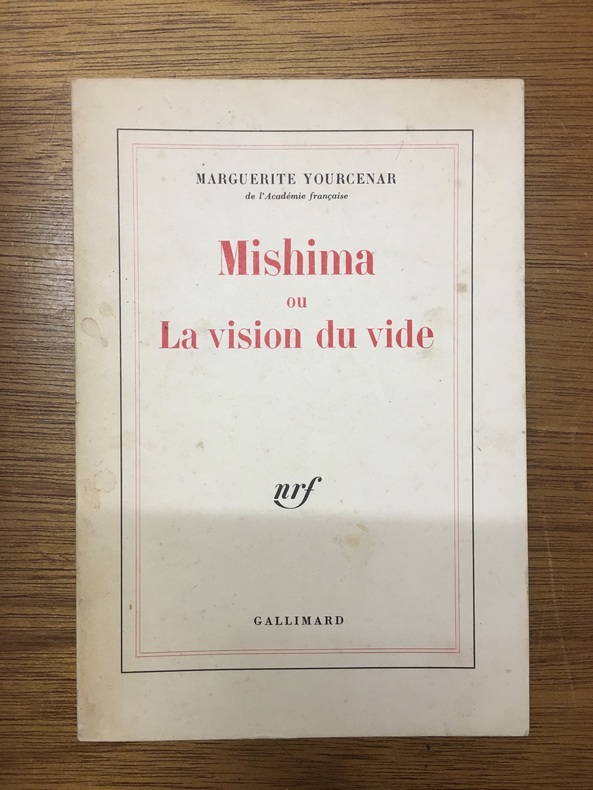 MARGUERITE YOURCENAR
de l'Académie française
Mishima
ou
La vision du vide
nrf
GALLIMARD